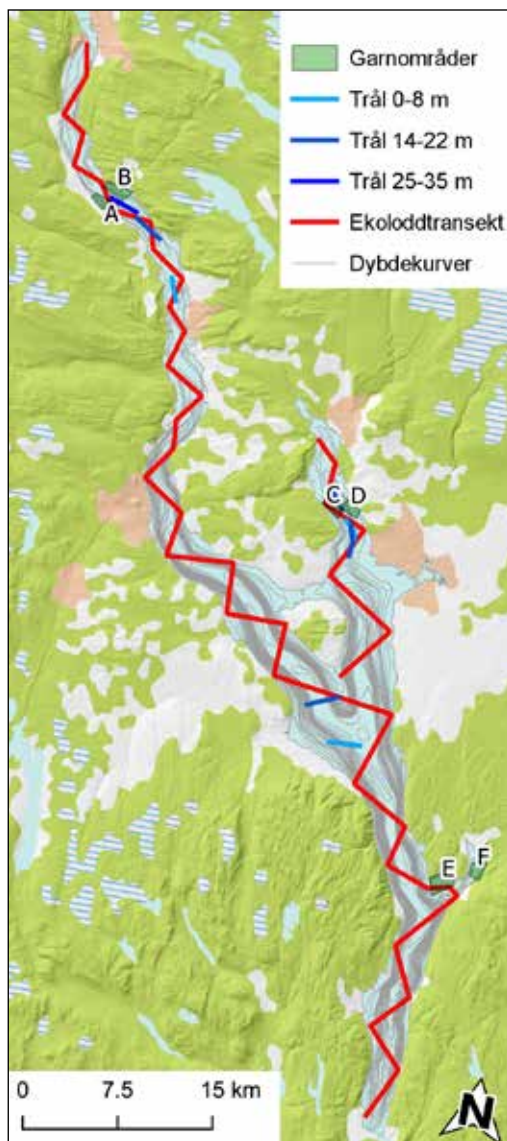 Garnområder
Trål 0-8 m
Trål 14-22 m
Trål 25-35 m
Ekoloddtransekt
Dybdekurver
B
A
C D
E F
0 7.5 15 km
N